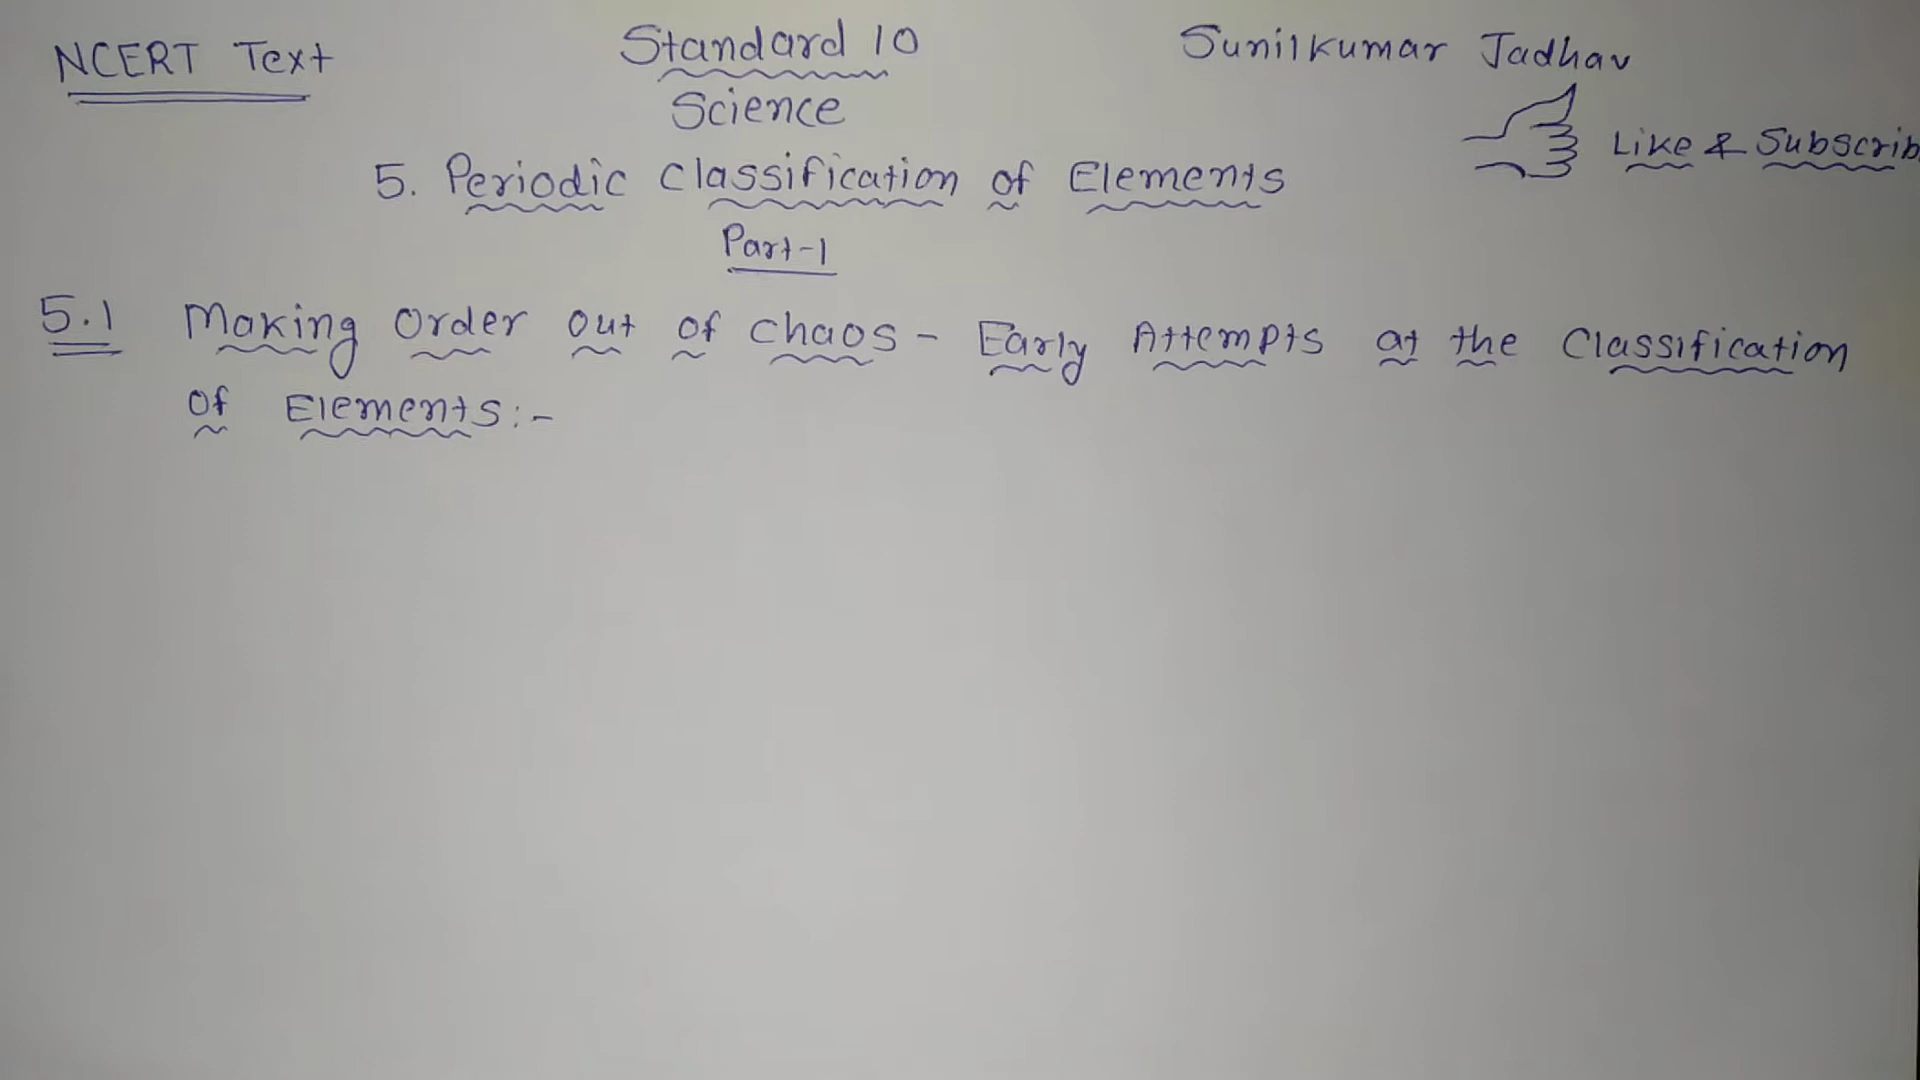 NCERT Text
Standard 10
Sunilkumar Jadhav
Science
Like & Subscrib
5. Periodic Classification of Elements
Part-1
5.1 Making Order out of chaos - Early Attempts at the Classification
of Elements:-